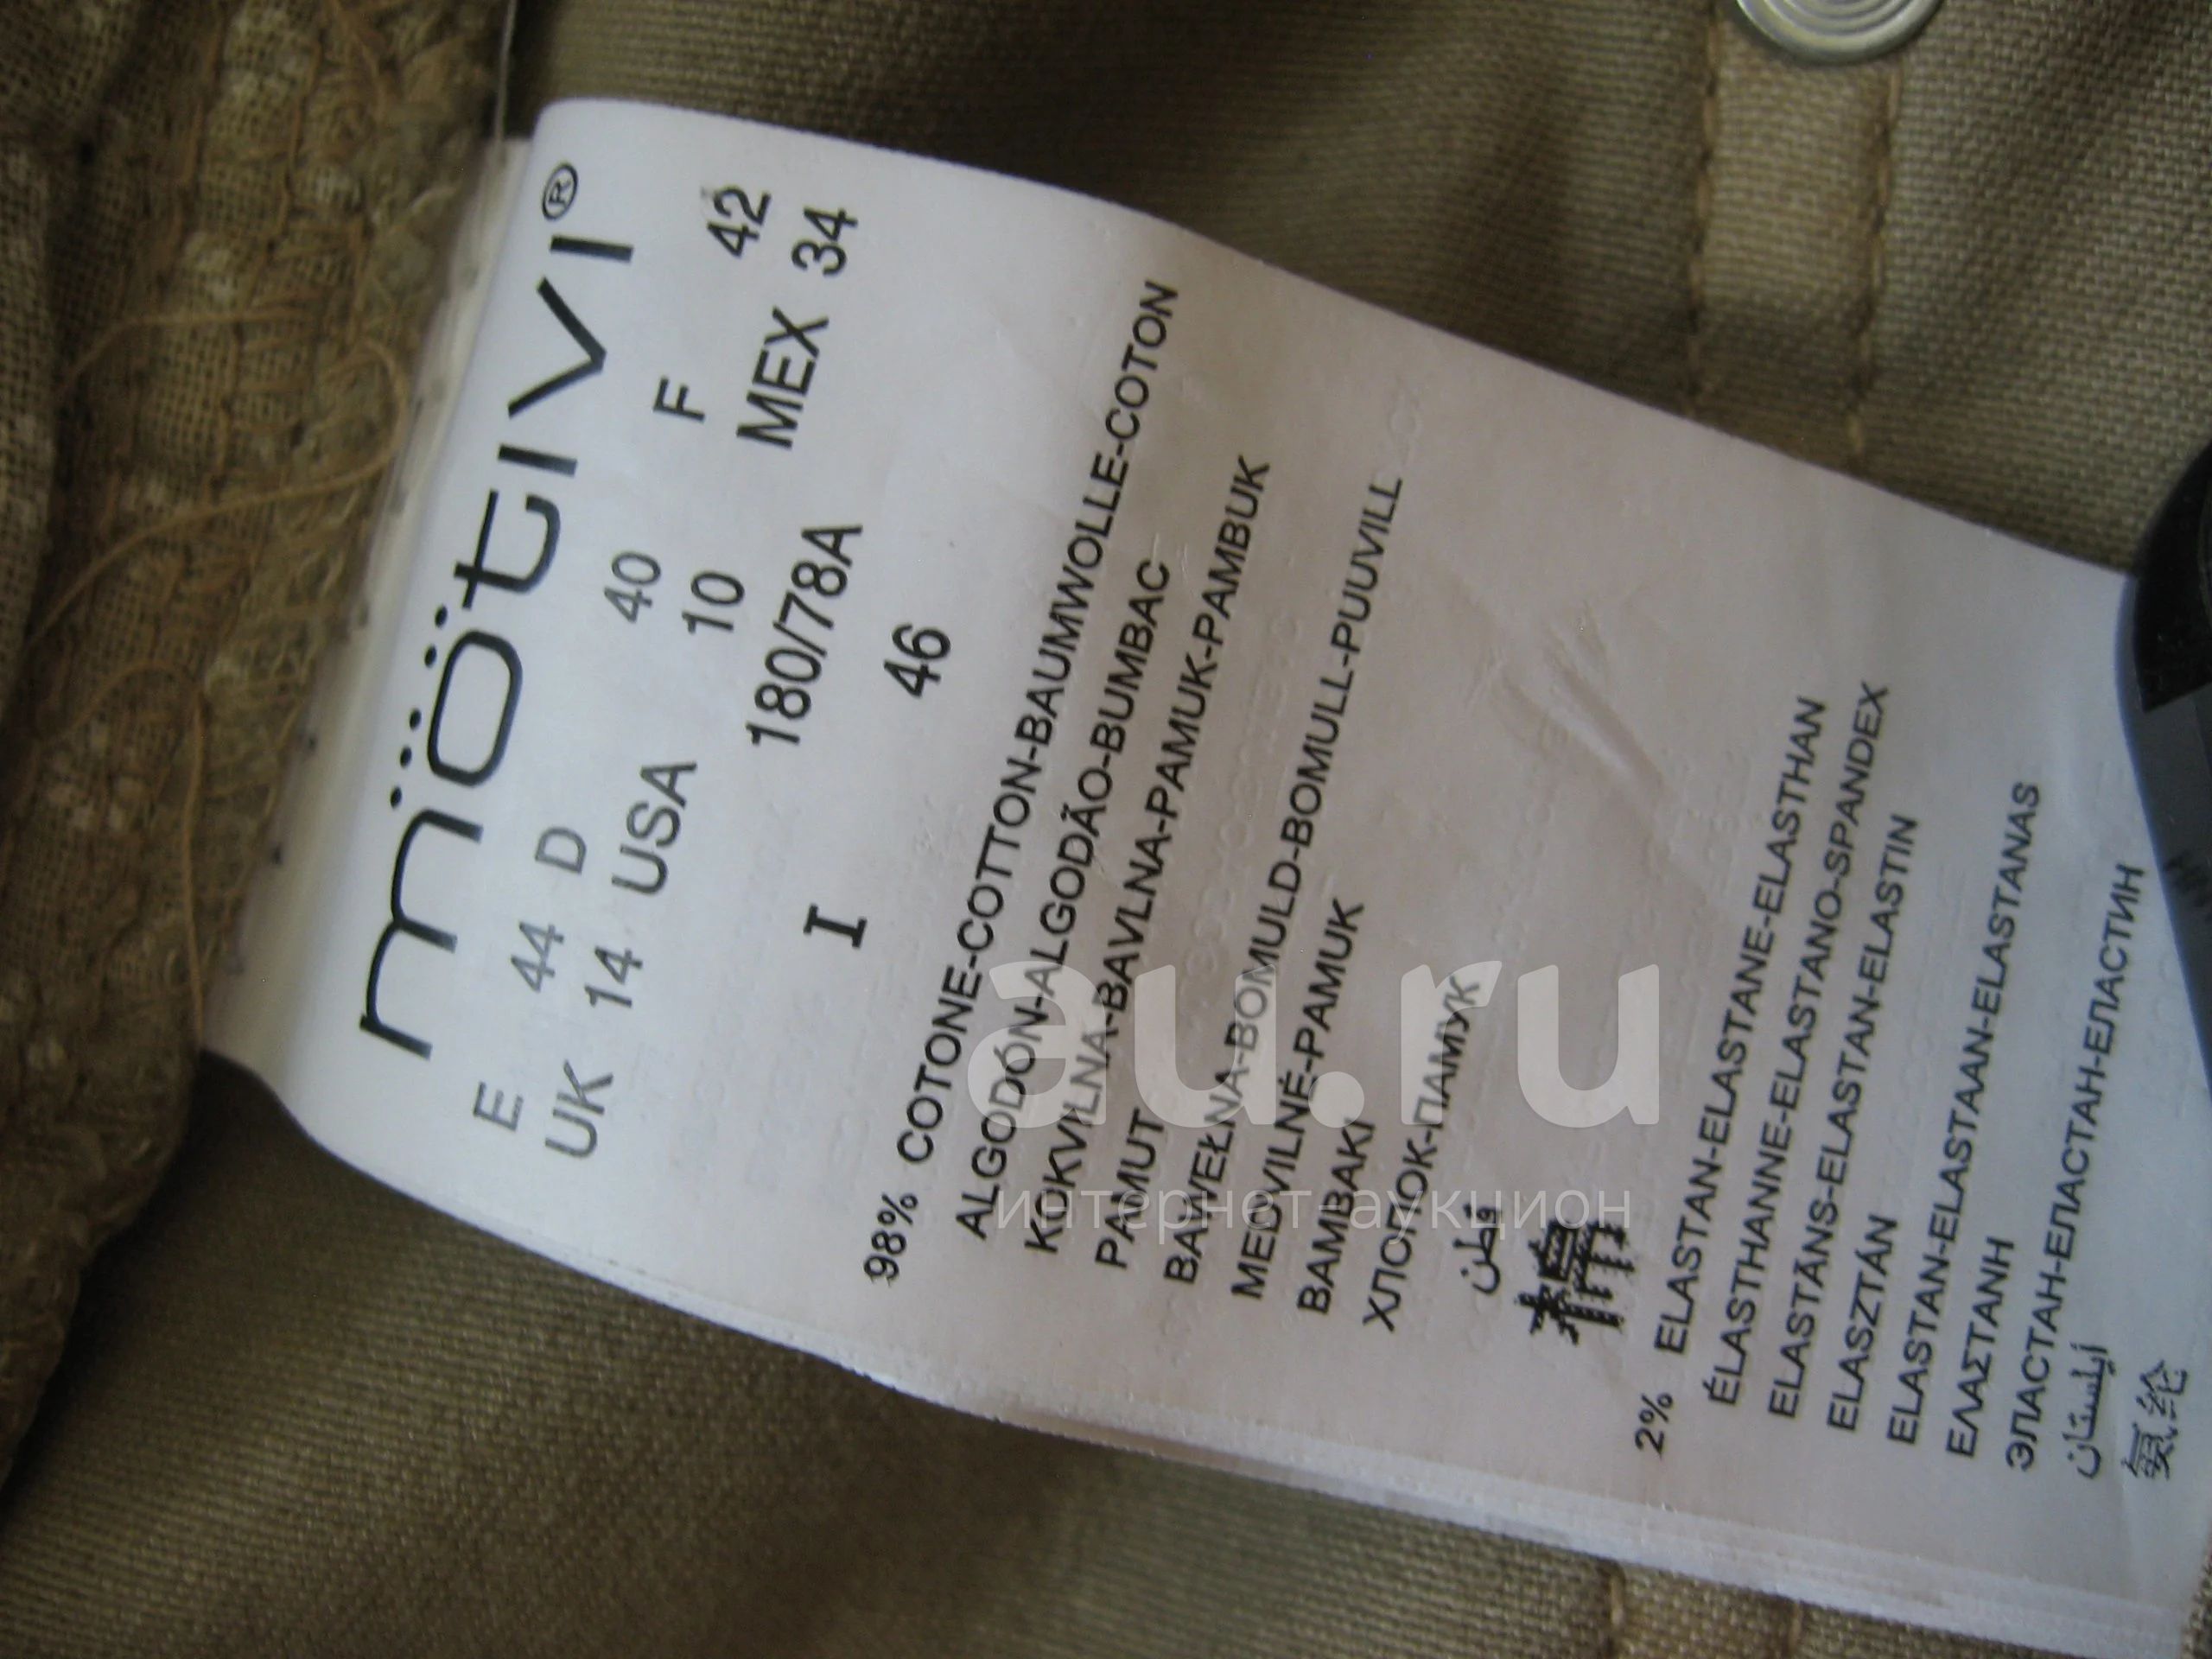 mötivi®
E 44 D 40 F 42
UK 14 USA 10 MEX 34
180/78A
I 46
98% COTONE-COTTON-BAUMWOLLE-COTON
ALGODÓN-ALGODÃO-BUMBAC
KOKVILNA-BAVLNA-PAMUK-PAMBUK
PAMUT
BAWEŁNA-BOMULD-BOMULL-PUUVILL
MEDVILNĖ-PAMUK
BAMBAKI
ХЛОПОК-ПАМУК
قطن
棉
2% ELASTAN-ELASTANE-ELASTHAN
ÉLASTHANNE-ELASTANO-SPANDEX
ELASTĀNS-ELASTAN-ELASTIN
ELASZTÁN
ELASTAN-ELASTAAN-ELASTANAS
ΕΛΑΣΤΑΝΗ
ЭЛАСТАН-ЕЛАСТАН-ЕЛАСТИН
إيلستان
氨纶
au.ru
интернет-аукцион